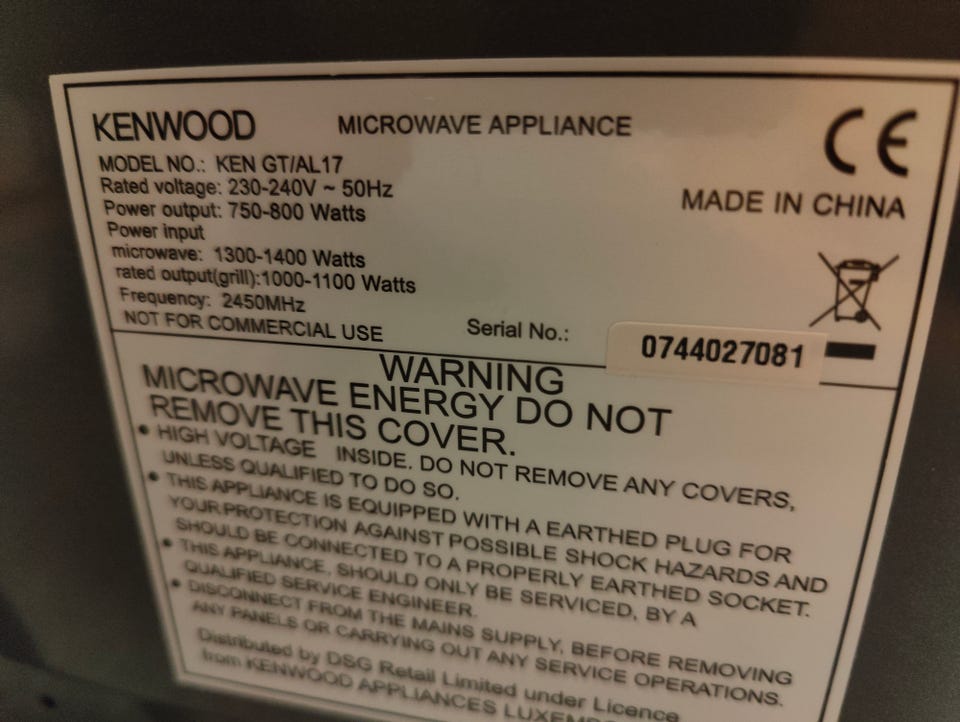 KENWOOD MICROWAVE APPLIANCE
CE
MODEL NO.: KEN GT/AL17
Rated voltage: 230-240V ~ 50Hz
MADE IN CHINA
Power output: 750-800 Watts
Power input
microwave: 1300-1400 Watts
rated output(grill):1000-1100 Watts
Frequency: 2450MHz
NOT FOR COMMERCIAL USE
Serial No.: 0744027081
WARNING
MICROWAVE ENERGY DO NOT
REMOVE THIS COVER.
• HIGH VOLTAGE INSIDE. DO NOT REMOVE ANY COVERS,
UNLESS QUALIFIED TO DO SO.
• THIS APPLIANCE IS EQUIPPED WITH A EARTHED PLUG FOR
YOUR PROTECTION AGAINST POSSIBLE SHOCK HAZARDS AND
SHOULD BE CONNECTED TO A PROPERLY EARTHED SOCKET.
• THIS APPLIANCE, SHOULD ONLY BE SERVICED, BY A
QUALIFIED SERVICE ENGINEER.
• DISCONNECT FROM THE MAINS SUPPLY, BEFORE REMOVING
ANY PANELS OR CARRYING OUT ANY SERVICE OPERATIONS.
Distributed by DSG Retail Limited under Licence
from KENWOOD APPLIANCES